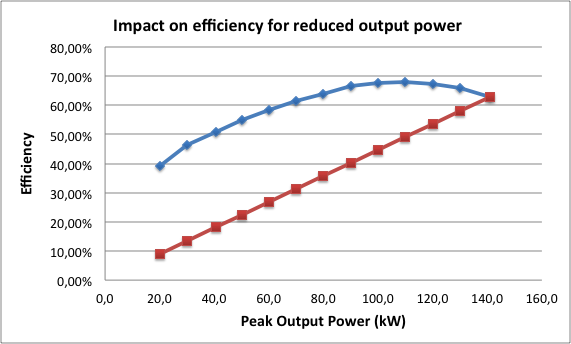 Impact on efficiency for reduced output power
80,00%
70,00%
60,00%
50,00%
40,00%
30,00%
20,00%
10,00%
0,00%
Efficiency
0,0 20,0 40,0 60,0 80,0 100,0 120,0 140,0 160,0
Peak Output Power (kW)